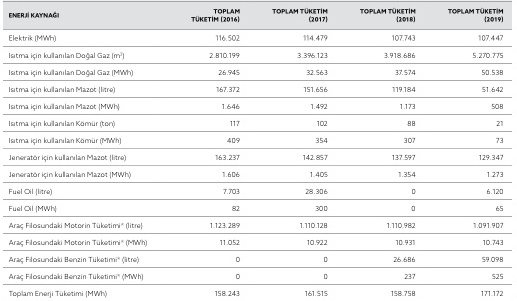 ENERJİ KAYNAĞI TOPLAM TÜKETİM (2016) TOPLAM TÜKETİM (2017) TOPLAM TÜKETİM (2018) TOPLAM TÜKETİM (2019)
Elektrik (MWh) 116.502 114.479 107.743 107.447
Isıtma için kullanılan Doğal Gaz (m³) 2.810.199 3.396.123 3.918.686 5.270.775
Isıtma için kullanılan Doğal Gaz (MWh) 26.945 32.563 37.574 50.538
Isıtma için kullanılan Mazot (litre) 167.372 151.656 119.184 51.642
Isıtma için kullanılan Mazot (MWh) 1.646 1.492 1.173 508
Isıtma için kullanılan Kömür (ton) 117 102 88 21
Isıtma için kullanılan Kömür (MWh) 409 354 307 73
Jeneratör için kullanılan Mazot (litre) 163.237 142.857 137.597 129.347
Jeneratör için kullanılan Mazot (MWh) 1.606 1.405 1.354 1.273
Fuel Oil (litre) 7.703 28.306 0 6.120
Fuel Oil (MWh) 82 300 0 65
Araç Filosundaki Motorin Tüketimi* (litre) 1.123.289 1.110.128 1.110.982 1.091.907
Araç Filosundaki Motorin Tüketimi* (MWh) 11.052 10.922 10.931 10.743
Araç Filosundaki Benzin Tüketimi* (litre) 0 0 26.686 59.098
Araç Filosundaki Benzin Tüketimi* (MWh) 0 0 237 525
Toplam Enerji Tüketimi (MWh) 158.243 161.515 158.758 171.172